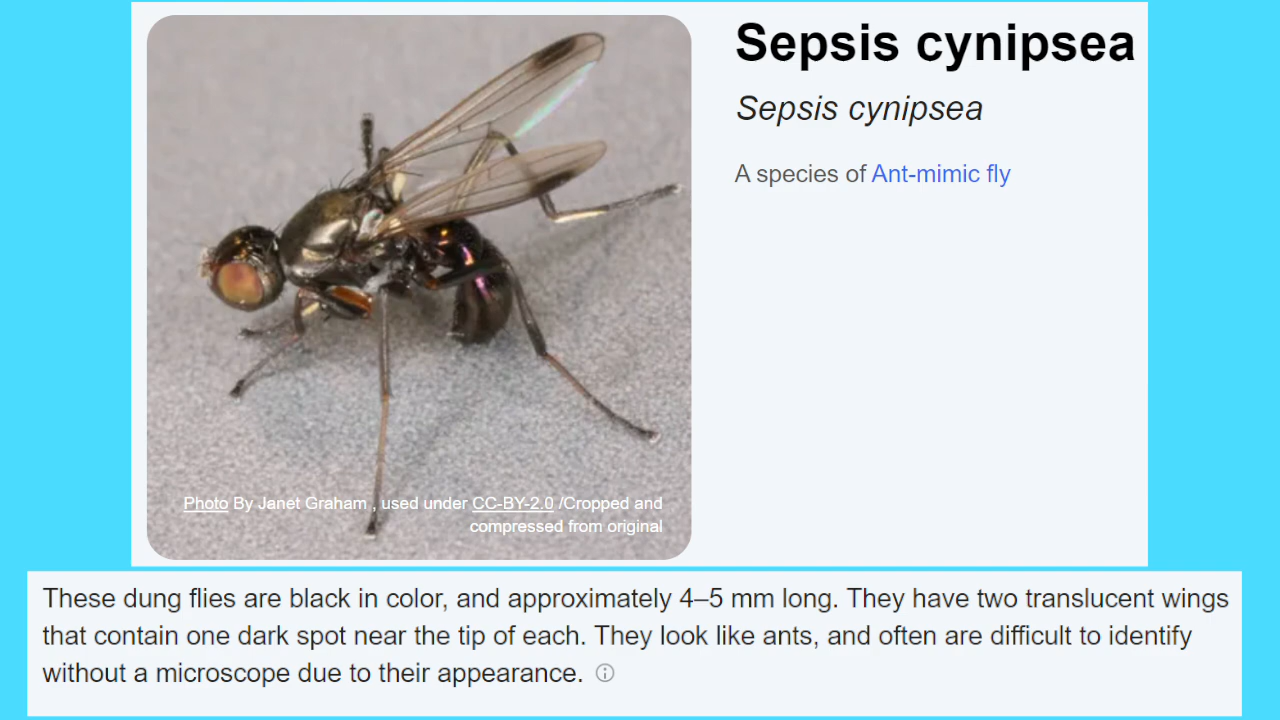 Sepsis cynipsea
Sepsis cynipsea
A species of Ant-mimic fly
Photo By Janet Graham , used under CC-BY-2.0 /Cropped and
compressed from original
These dung flies are black in color, and approximately 4–5 mm long. They have two translucent wings
that contain one dark spot near the tip of each. They look like ants, and often are difficult to identify
without a microscope due to their appearance.